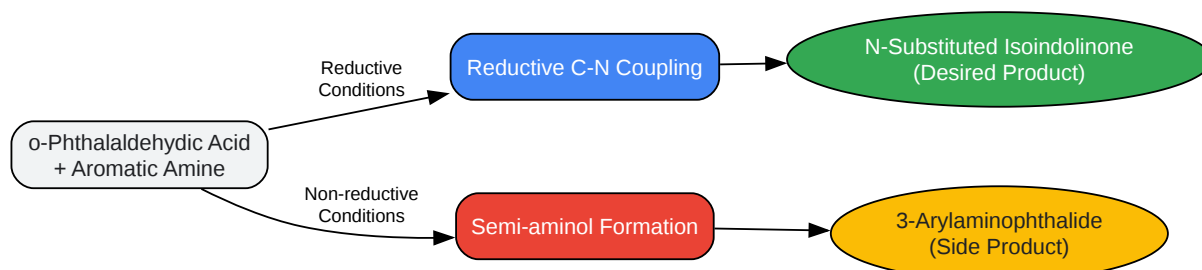 o-Phthalaldehydic Acid
+ Aromatic Amine
Reductive
Conditions
Reductive C-N Coupling
N-Substituted Isoindolinone
(Desired Product)
Non-reductive
Conditions
Semi-aminol Formation
3-Arylaminophthalide
(Side Product)